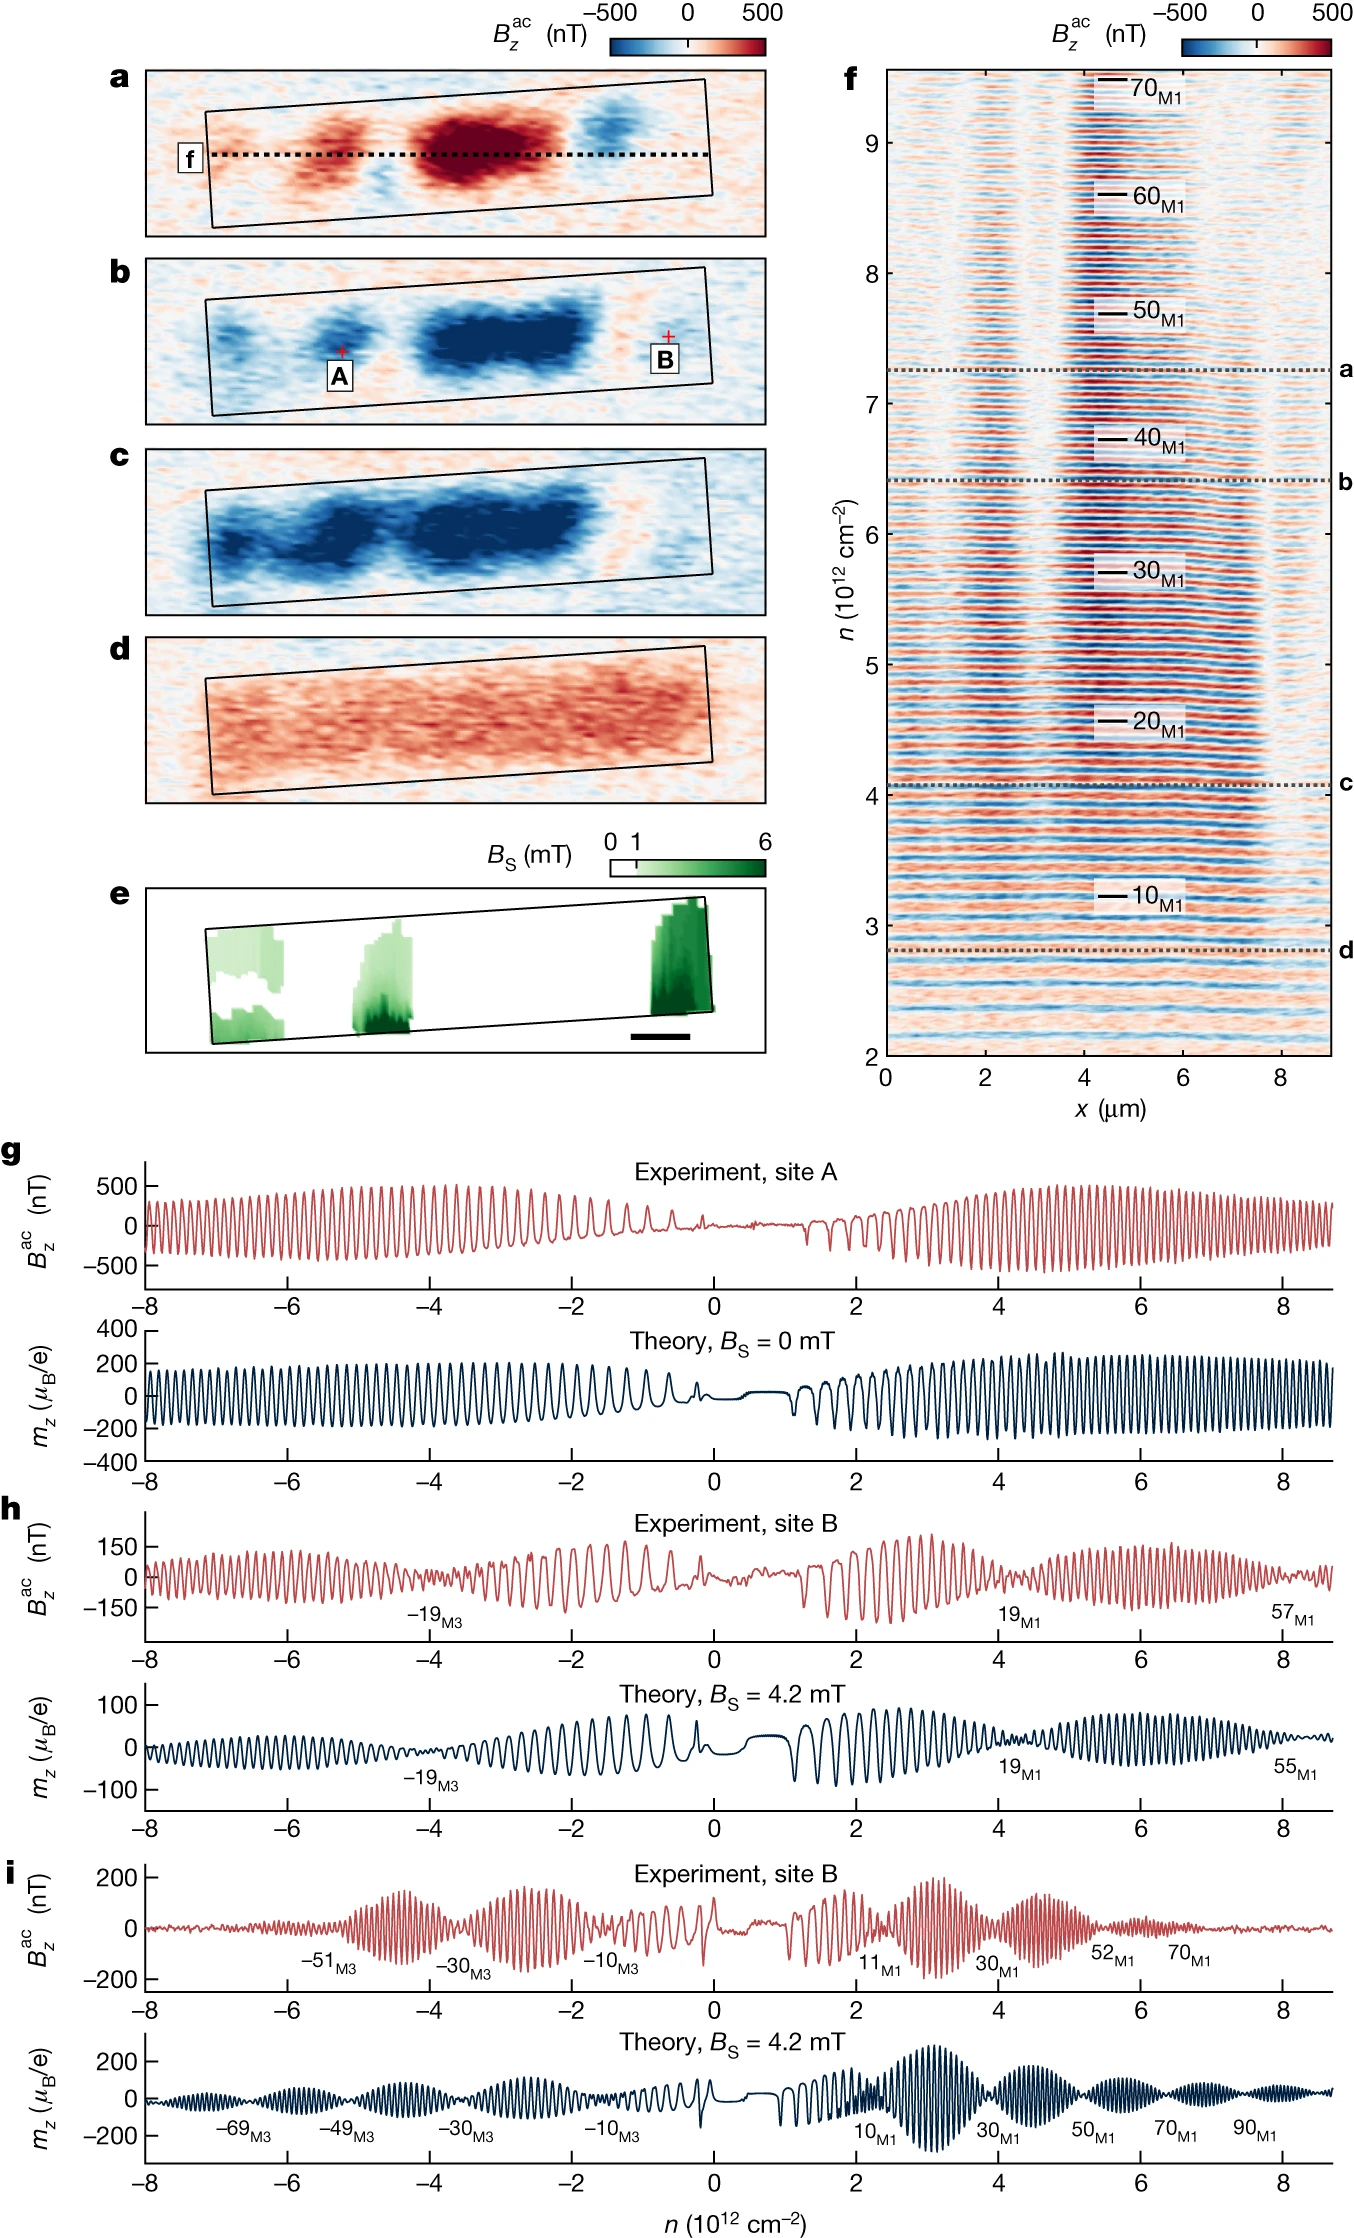 −500 0 500
B_z^ac (nT)
a
f
b
A
B
c
d
0 1 6
B_S (mT)
e
−500 0 500
B_z^ac (nT)
f
70_M1
9
60_M1
8
50_M1
a
7
40_M1
b
6
30_M1
n (10^12 cm^−2)
5
20_M1
c
4
10_M1
3
d
2
0 2 4 6 8
x (μm)
g
Experiment, site A
500
0
−500
B_z^ac (nT)
−8 −6 −4 −2 0 2 4 6 8
Theory, B_S = 0 mT
400
200
0
−200
−400
m_z (μ_B/e)
−8 −6 −4 −2 0 2 4 6 8
h
Experiment, site B
150
0
−150
B_z^ac (nT)
−19_M3 19_M1 57_M1
−8 −6 −4 −2 0 2 4 6 8
Theory, B_S = 4.2 mT
100
0
−100
m_z (μ_B/e)
−19_M3 19_M1 55_M1
−8 −6 −4 −2 0 2 4 6 8
i
Experiment, site B
200
0
−200
B_z^ac (nT)
−51_M3 −30_M3 −10_M3 11_M1 30_M1 52_M1 70_M1
−8 −6 −4 −2 0 2 4 6 8
Theory, B_S = 4.2 mT
200
0
−200
m_z (μ_B/e)
−69_M3 −49_M3 −30_M3 −10_M3 10_M1 30_M1 50_M1 70_M1 90_M1
−8 −6 −4 −2 0 2 4 6 8
n (10^12 cm^−2)